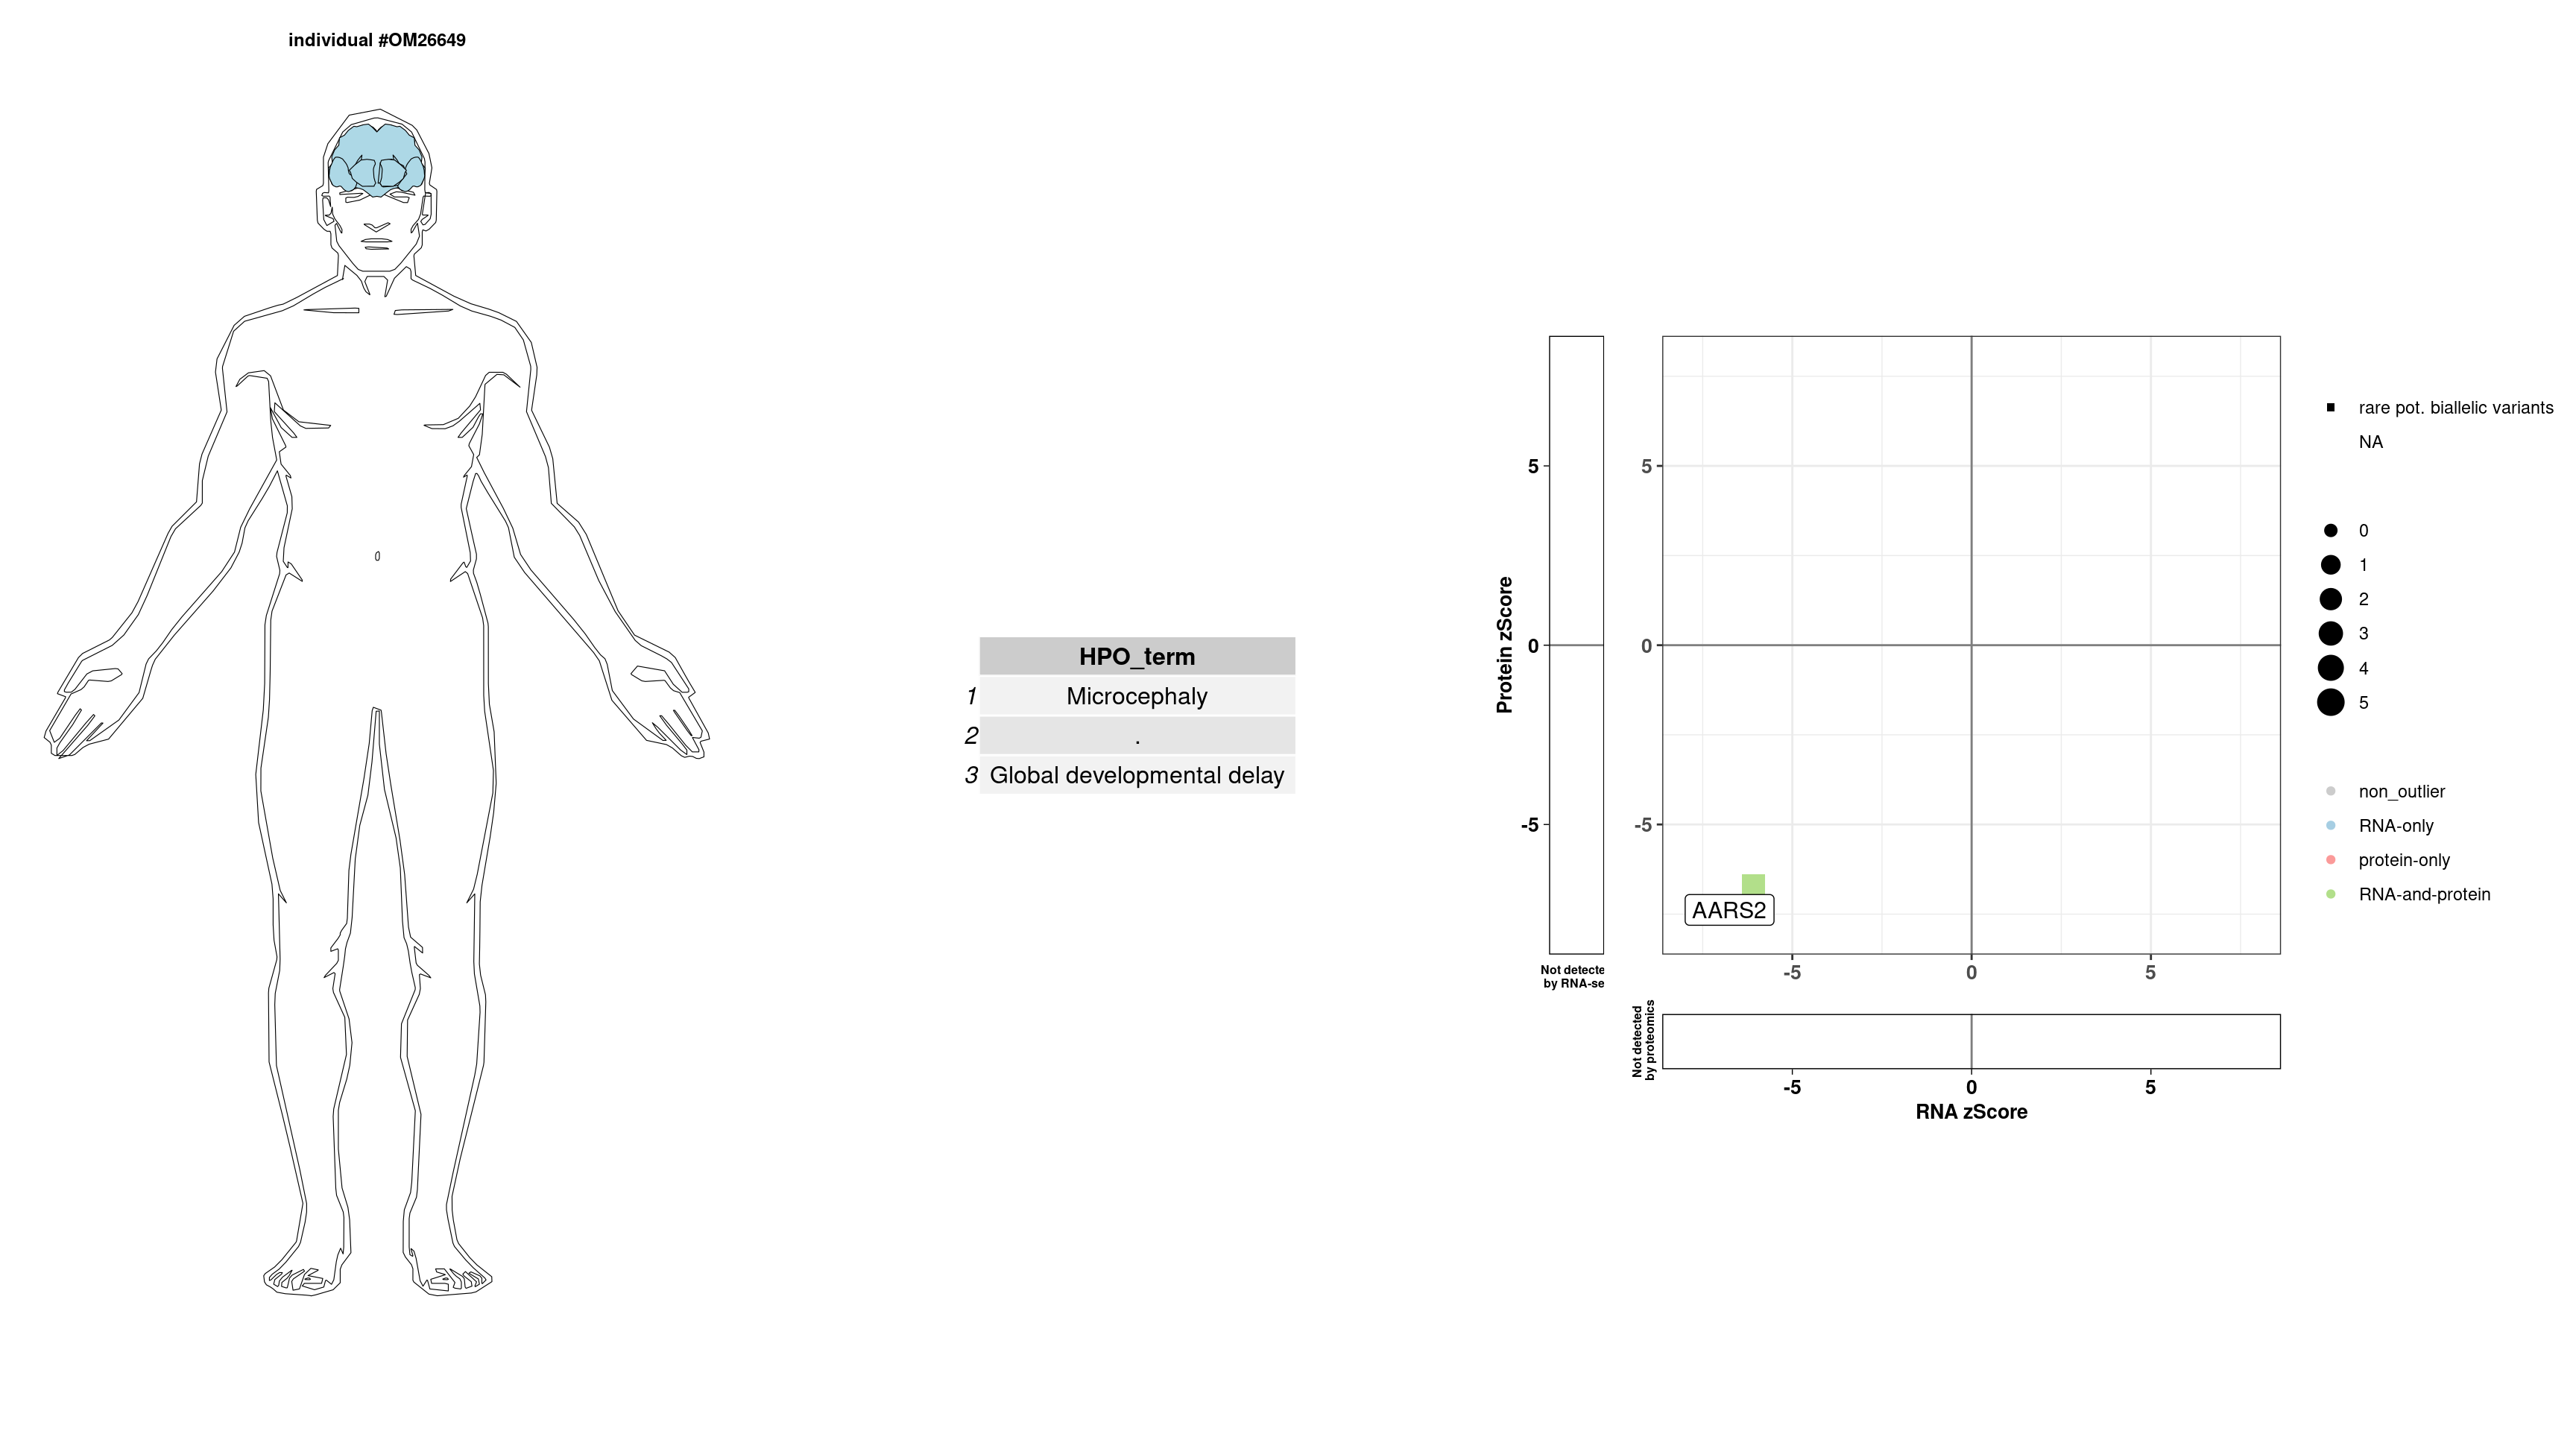 individual #OM26649
HPO_term
1 Microcephaly
2 .
3 Global developmental delay
Protein zScore
5
0
-5
Not detecte
by RNA-se
5
0
-5
AARS2
-5 0 5
Not detected
by proteomics
-5 0 5
RNA zScore
rare pot. biallelic variants
NA
0
1
2
3
4
5
non_outlier
RNA-only
protein-only
RNA-and-protein